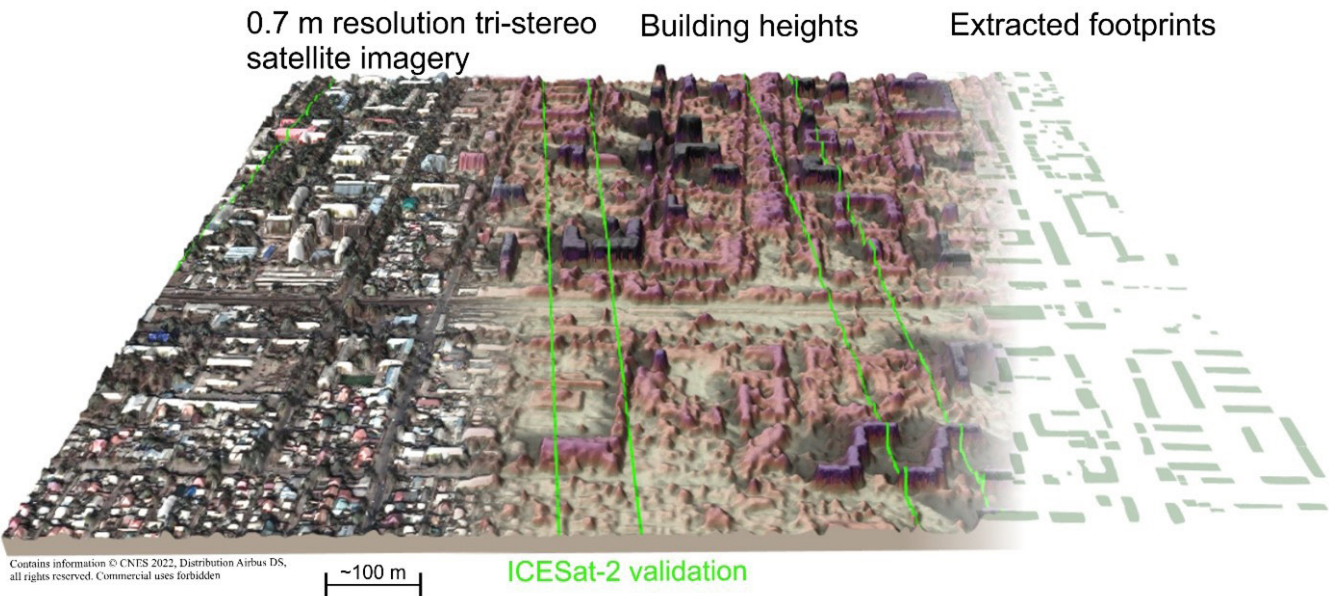 0.7 m resolution tri-stereo
satellite imagery
Building heights
Extracted footprints
Contains information © CNES 2022, Distribution Airbus DS,
all rights reserved. Commercial uses forbidden
~100 m
ICESat-2 validation